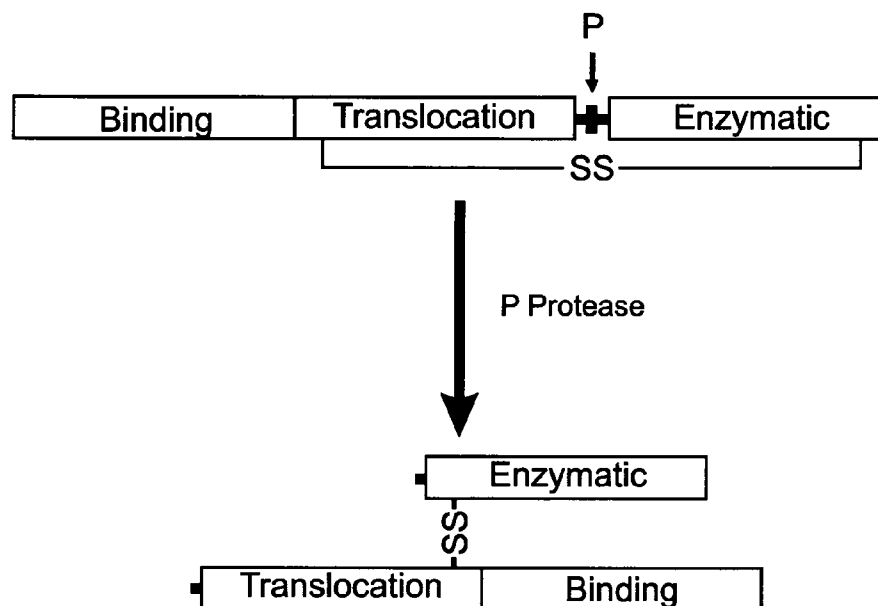 P
Binding Translocation Enzymatic
SS
P Protease
Enzymatic
SS
Translocation Binding